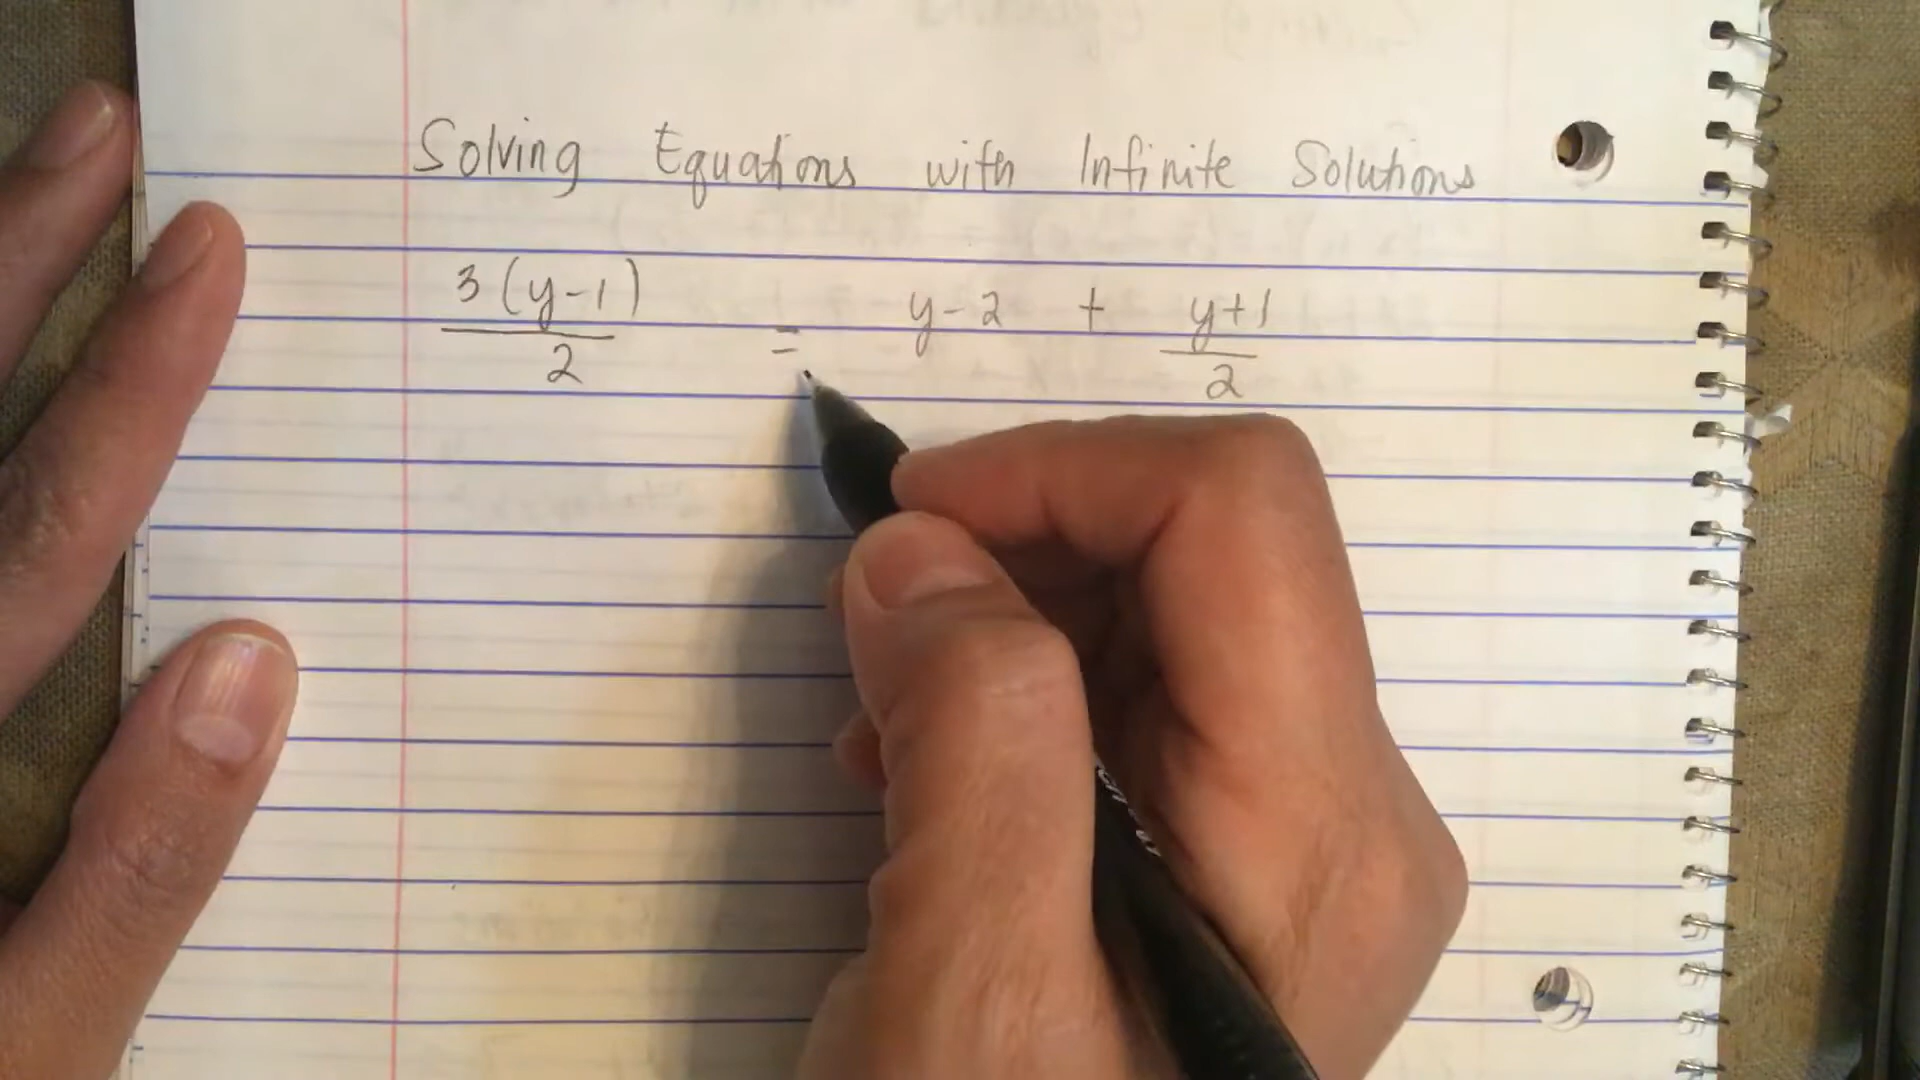 Solving Equations with Infinite Solutions
3(y-1)/2 = y-2 + y+1/2